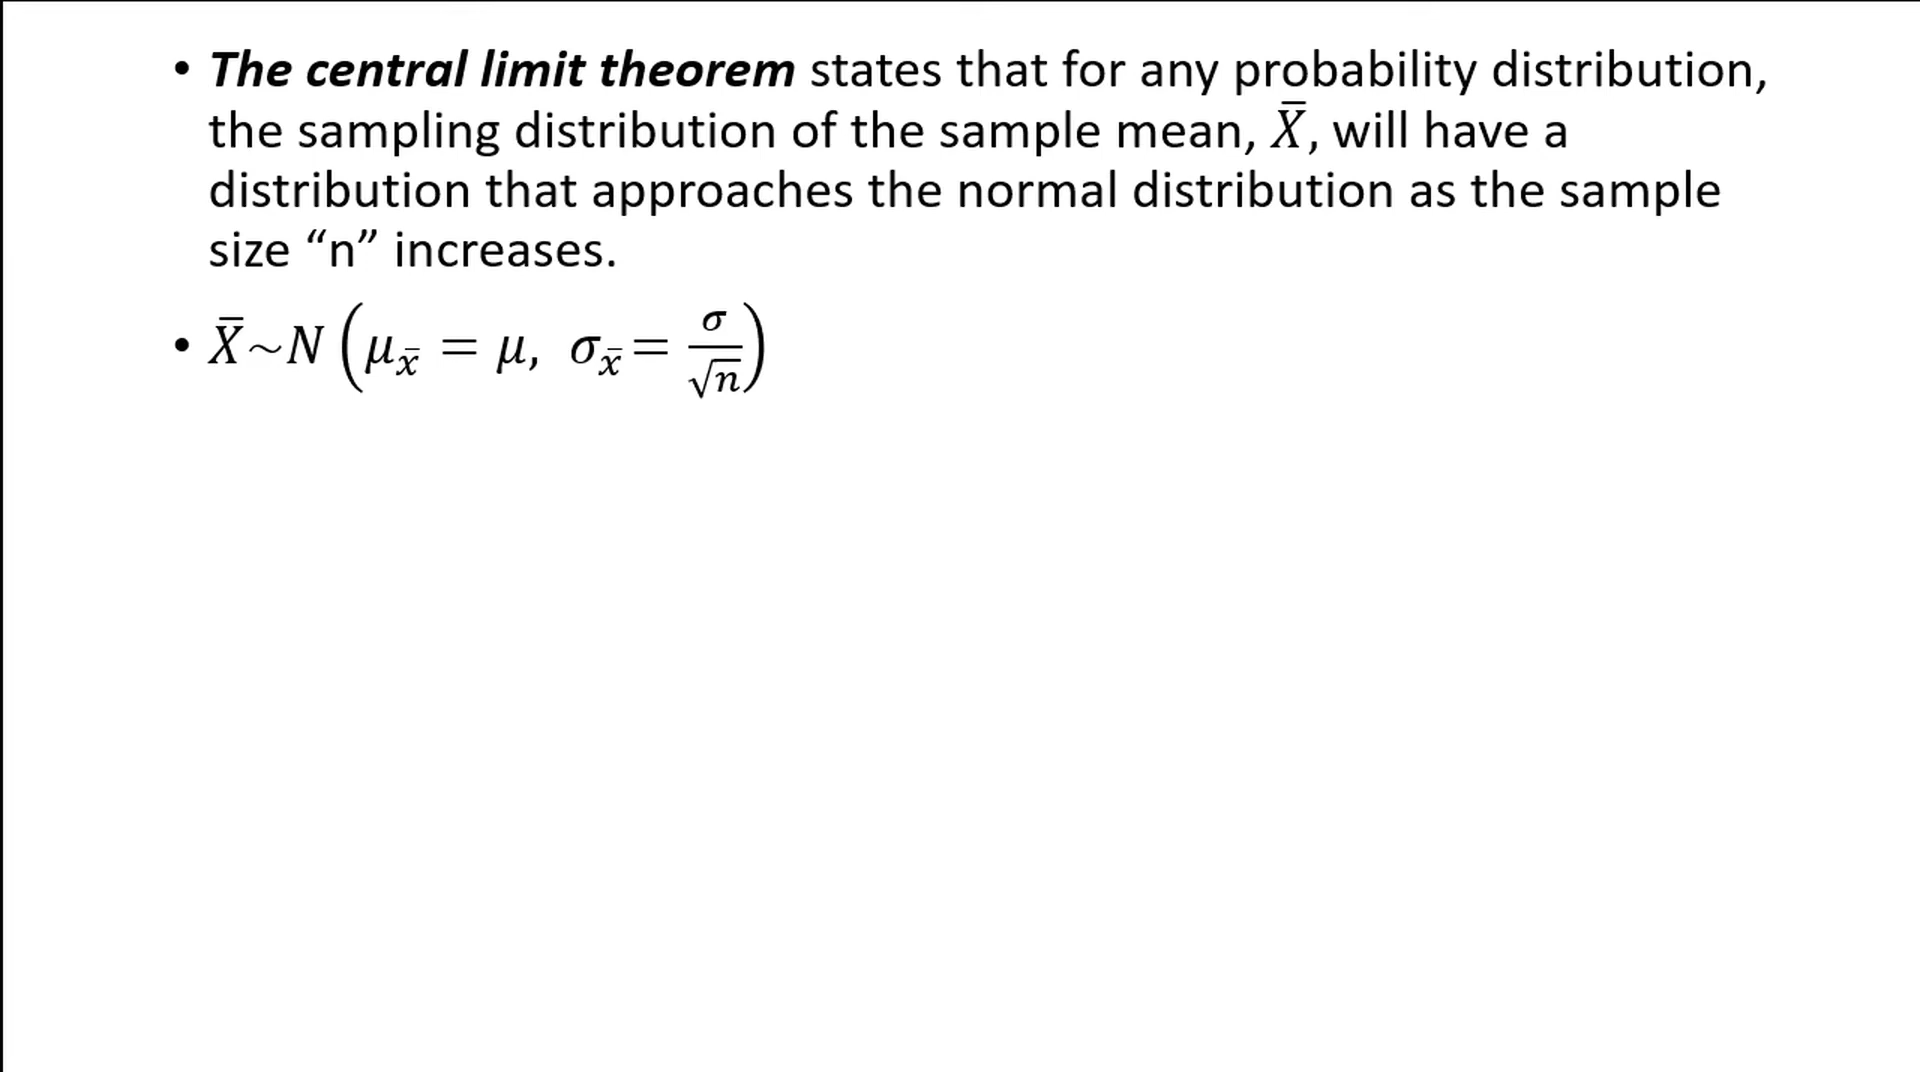 • The central limit theorem states that for any probability distribution,
the sampling distribution of the sample mean, X̄, will have a
distribution that approaches the normal distribution as the sample
size “n” increases.
• X̄~N (μx̄ = μ, σx̄= σ/√n)